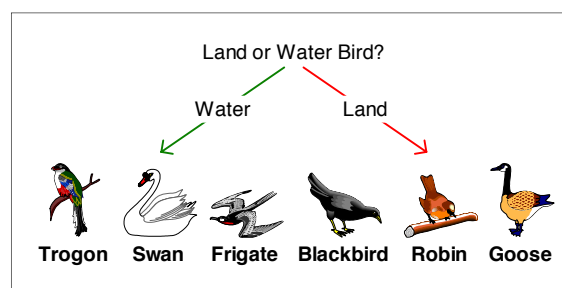 Land or Water Bird?
Water Land
Trogon Swan Frigate Blackbird Robin Goose